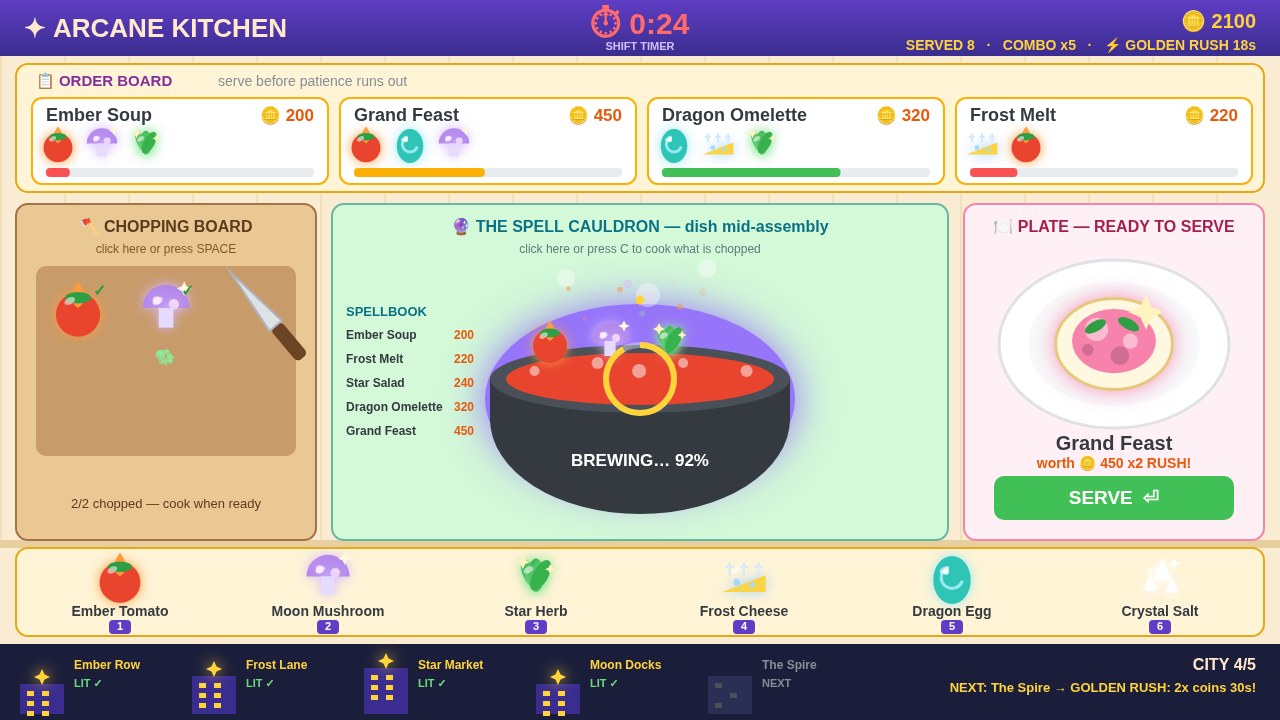 ✦ ARCANE KITCHEN
⏱ 0:24
SHIFT TIMER
🪙 2100
SERVED 8 · COMBO x5 · ⚡ GOLDEN RUSH 18s
📋 ORDER BOARD serve before patience runs out
Ember Soup 🪙 200
Grand Feast 🪙 450
Dragon Omelette 🪙 320
Frost Melt 🪙 220
🔪 CHOPPING BOARD
click here or press SPACE
✓ ✓
2/2 chopped — cook when ready
🔮 THE SPELL CAULDRON — dish mid-assembly
click here or press C to cook what is chopped
SPELLBOOK
Ember Soup 200
Frost Melt 220
Star Salad 240
Dragon Omelette 320
Grand Feast 450
BREWING… 92%
🍽️ PLATE — READY TO SERVE
Grand Feast
worth 🪙 450 x2 RUSH!
SERVE ⏎
Ember Tomato
1
Moon Mushroom
2
Star Herb
3
Frost Cheese
4
Dragon Egg
5
Crystal Salt
6
Ember Row
LIT ✓
Frost Lane
LIT ✓
Star Market
LIT ✓
Moon Docks
LIT ✓
The Spire
NEXT
CITY 4/5
NEXT: The Spire → GOLDEN RUSH: 2x coins 30s!